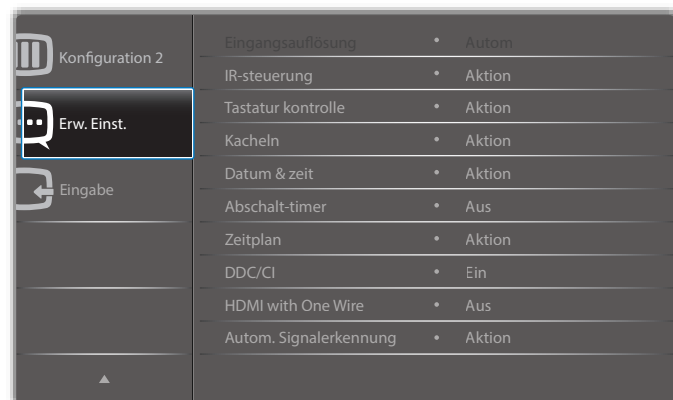 Konfiguration 2
Erw. Einst.
Eingabe
Eingangsauflösung • Autom
IR-steuerung • Aktion
Tastatur kontrolle • Aktion
Kacheln • Aktion
Datum & zeit • Aktion
Abschalt-timer • Aus
Zeitplan • Aktion
DDC/CI • Ein
HDMI with One Wire • Aus
Autom. Signalerkennung • Aktion